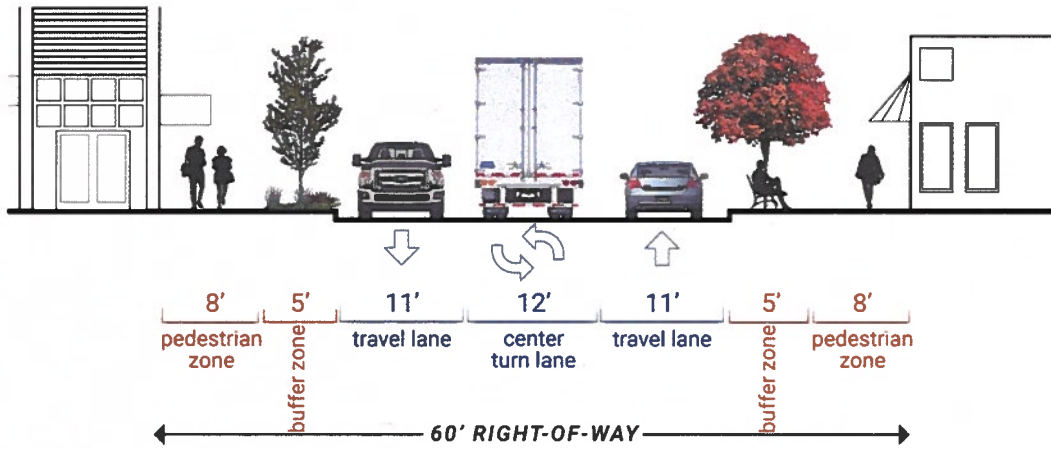 8' 5' 11' 12' 11' 5' 8'
pedestrian zone
buffer zone
travel lane
center
turn lane
travel lane
buffer zone
pedestrian
zone
60' RIGHT-OF-WAY